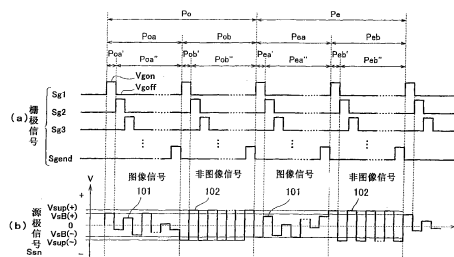 Po Pe
Poa Pob Pea Peb
Poa' Poa" Pob' Pob" Pea' Pea" Peb' Peb"
Vgon
Vgoff
(a) 栅极信号
Sg1
Sg2
Sg3
Sgend
图像信号 非图像信号 图像信号 非图像信号
101 102 101 102
V
+
Vsup(+)
VsB(+)
0
VsB(-)
Vsup(-)
-
(b) 源极信号 Ssn